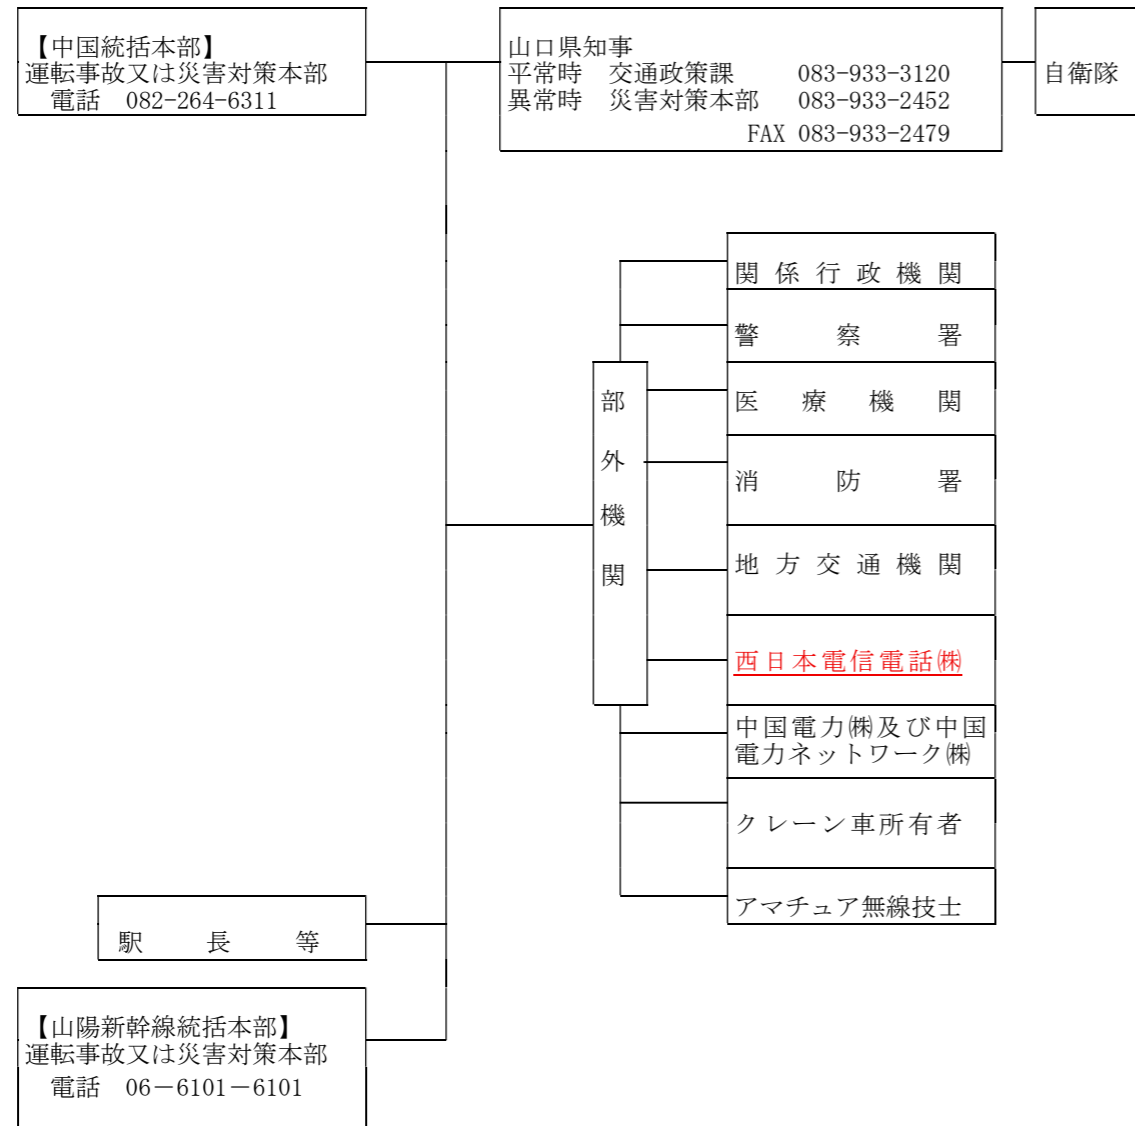 【中国統括本部】
運転事故又は災害対策本部
電話 082-264-6311
山口県知事
平常時 交通政策課 083-933-3120
異常時 災害対策本部 083-933-2452
FAX 083-933-2479
自衛隊
部外機関
関係行政機関
警察署
医療機関
消防署
地方交通機関
西日本電信電話㈱
中国電力㈱及び中国
電力ネットワーク㈱
クレーン車所有者
アマチュア無線技士
駅長等
【山陽新幹線統括本部】
運転事故又は災害対策本部
電話 06－6101－6101